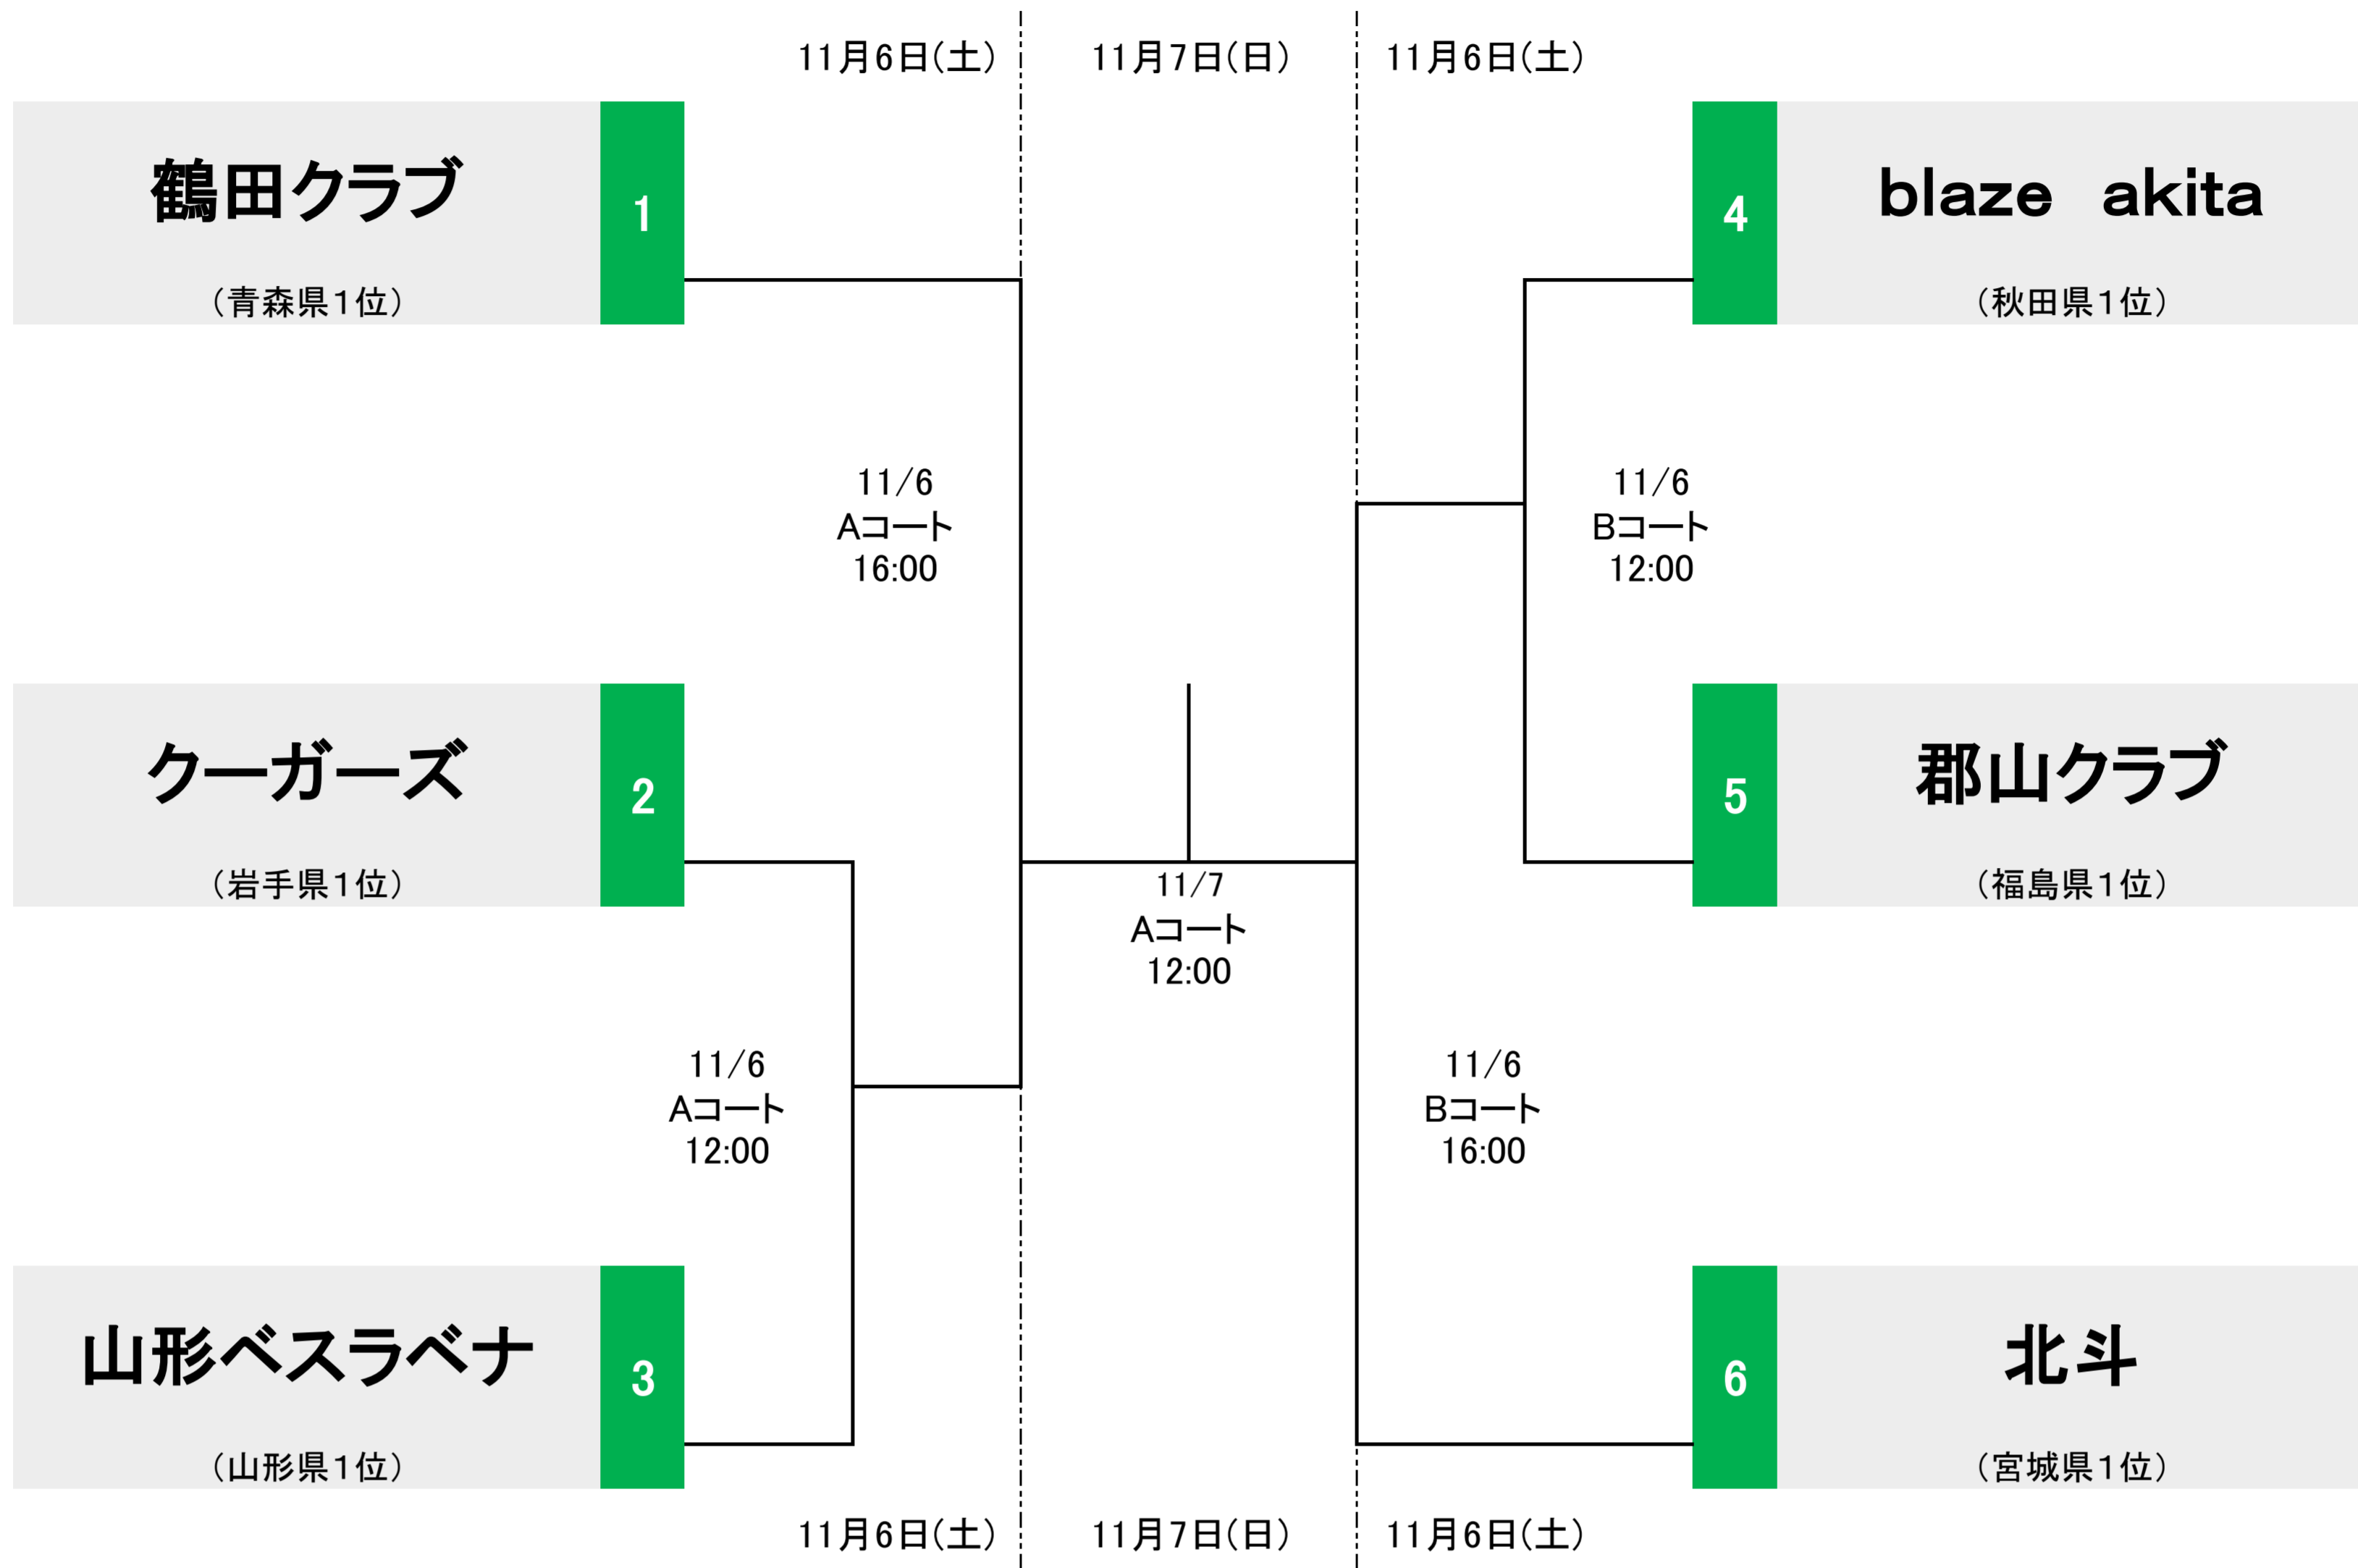 11月6日(土)
11月7日(日)
11月6日(土)
鶴田クラブ
(青森県1位)
1
4
blaze　akita
(秋田県1位)
11/6
Aコート
16:00
11/6
Bコート
12:00
クーガーズ
(岩手県1位)
2
5
郡山クラブ
(福島県1位)
11/7
Aコート
12:00
11/6
Aコート
12:00
11/6
Bコート
16:00
山形ベスラベナ
(山形県1位)
3
6
北斗
(宮城県1位)
11月6日(土)
11月7日(日)
11月6日(土)